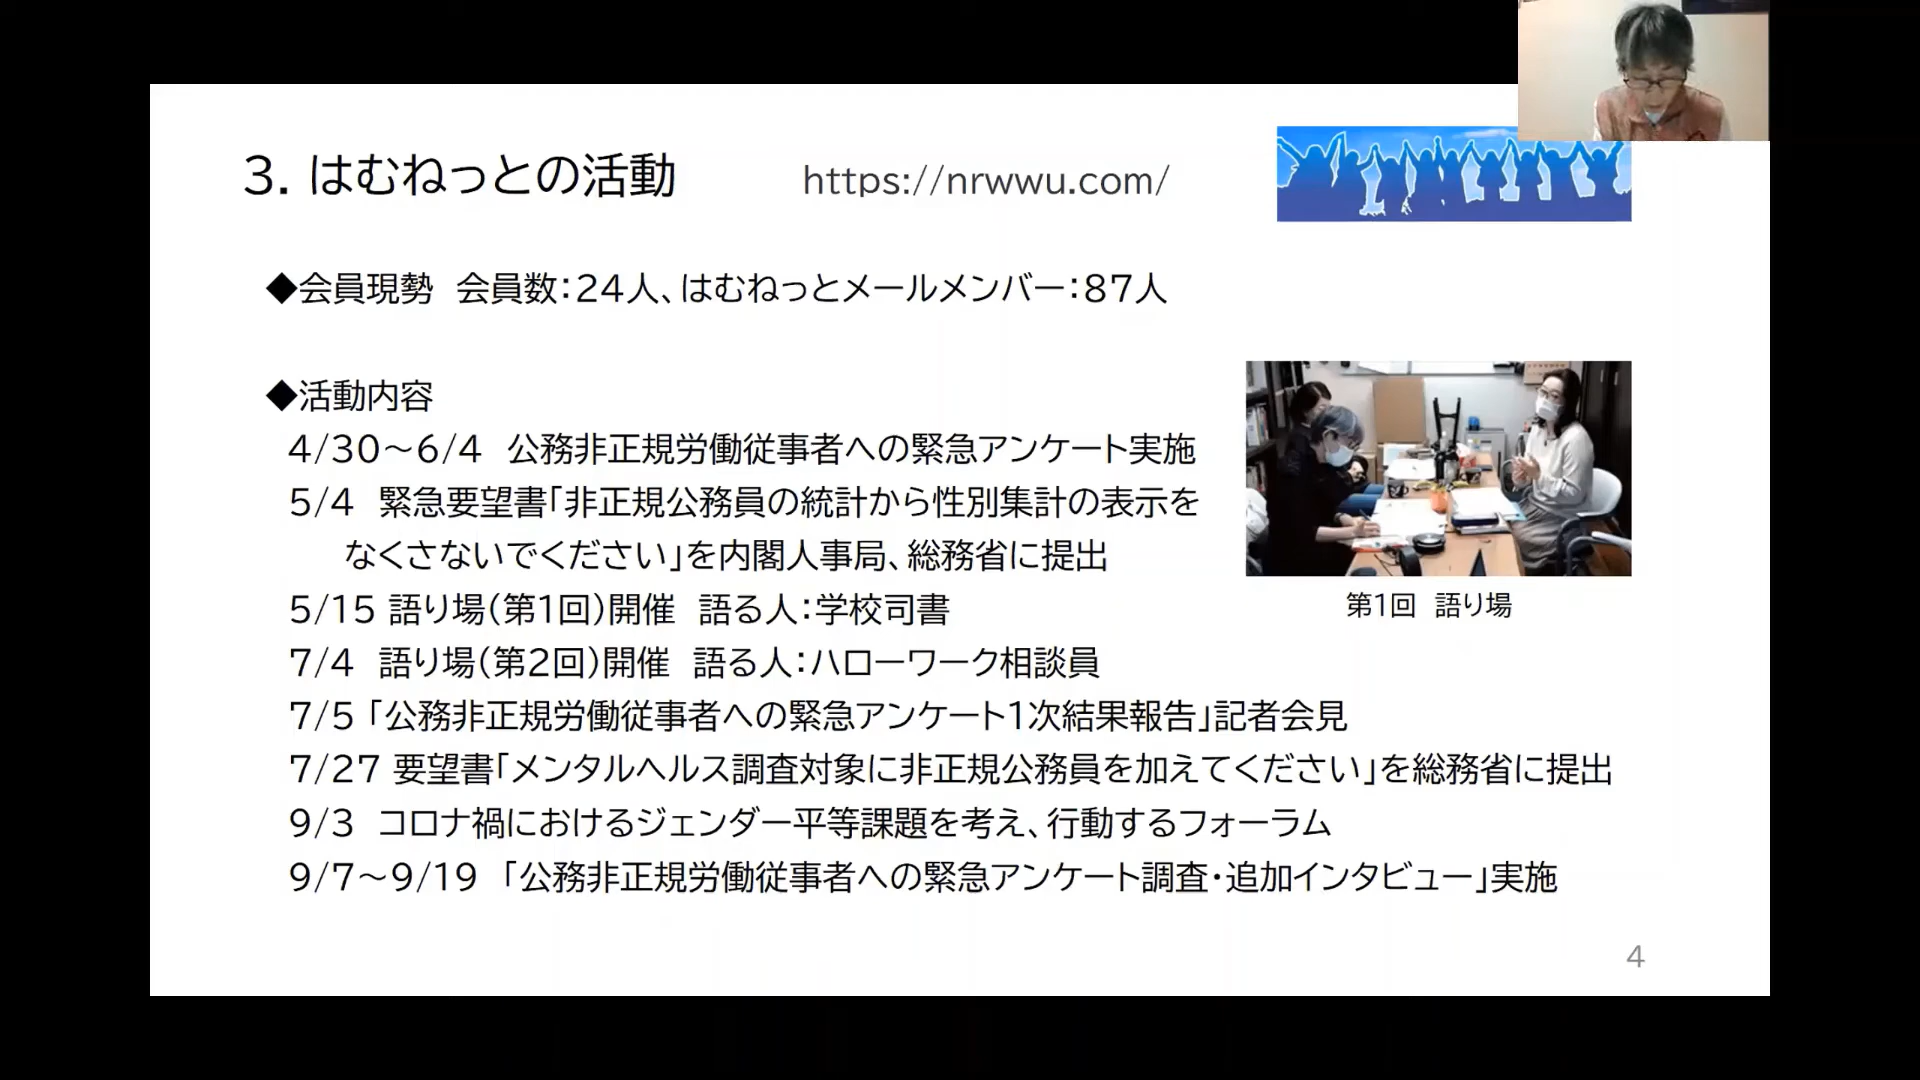 3. はむねっとの活動 https://nrwwu.com/
◆会員現勢 会員数：24人、はむねっとメールメンバー：87人
◆活動内容
4/30～6/4 公務非正規労働従事者への緊急アンケート実施
5/4 緊急要望書「非正規公務員の統計から性別集計の表示を
なくさないでください」を内閣人事局、総務省に提出
5/15 語り場（第1回）開催 語る人：学校司書
第1回 語り場
7/4 語り場（第2回）開催 語る人：ハローワーク相談員
7/5 「公務非正規労働従事者への緊急アンケート1次結果報告」記者会見
7/27 要望書「メンタルヘルス調査対象に非正規公務員を加えてください」を総務省に提出
9/3 コロナ禍におけるジェンダー平等課題を考え、行動するフォーラム
9/7～9/19 「公務非正規労働従事者への緊急アンケート調査・追加インタビュー」実施
4